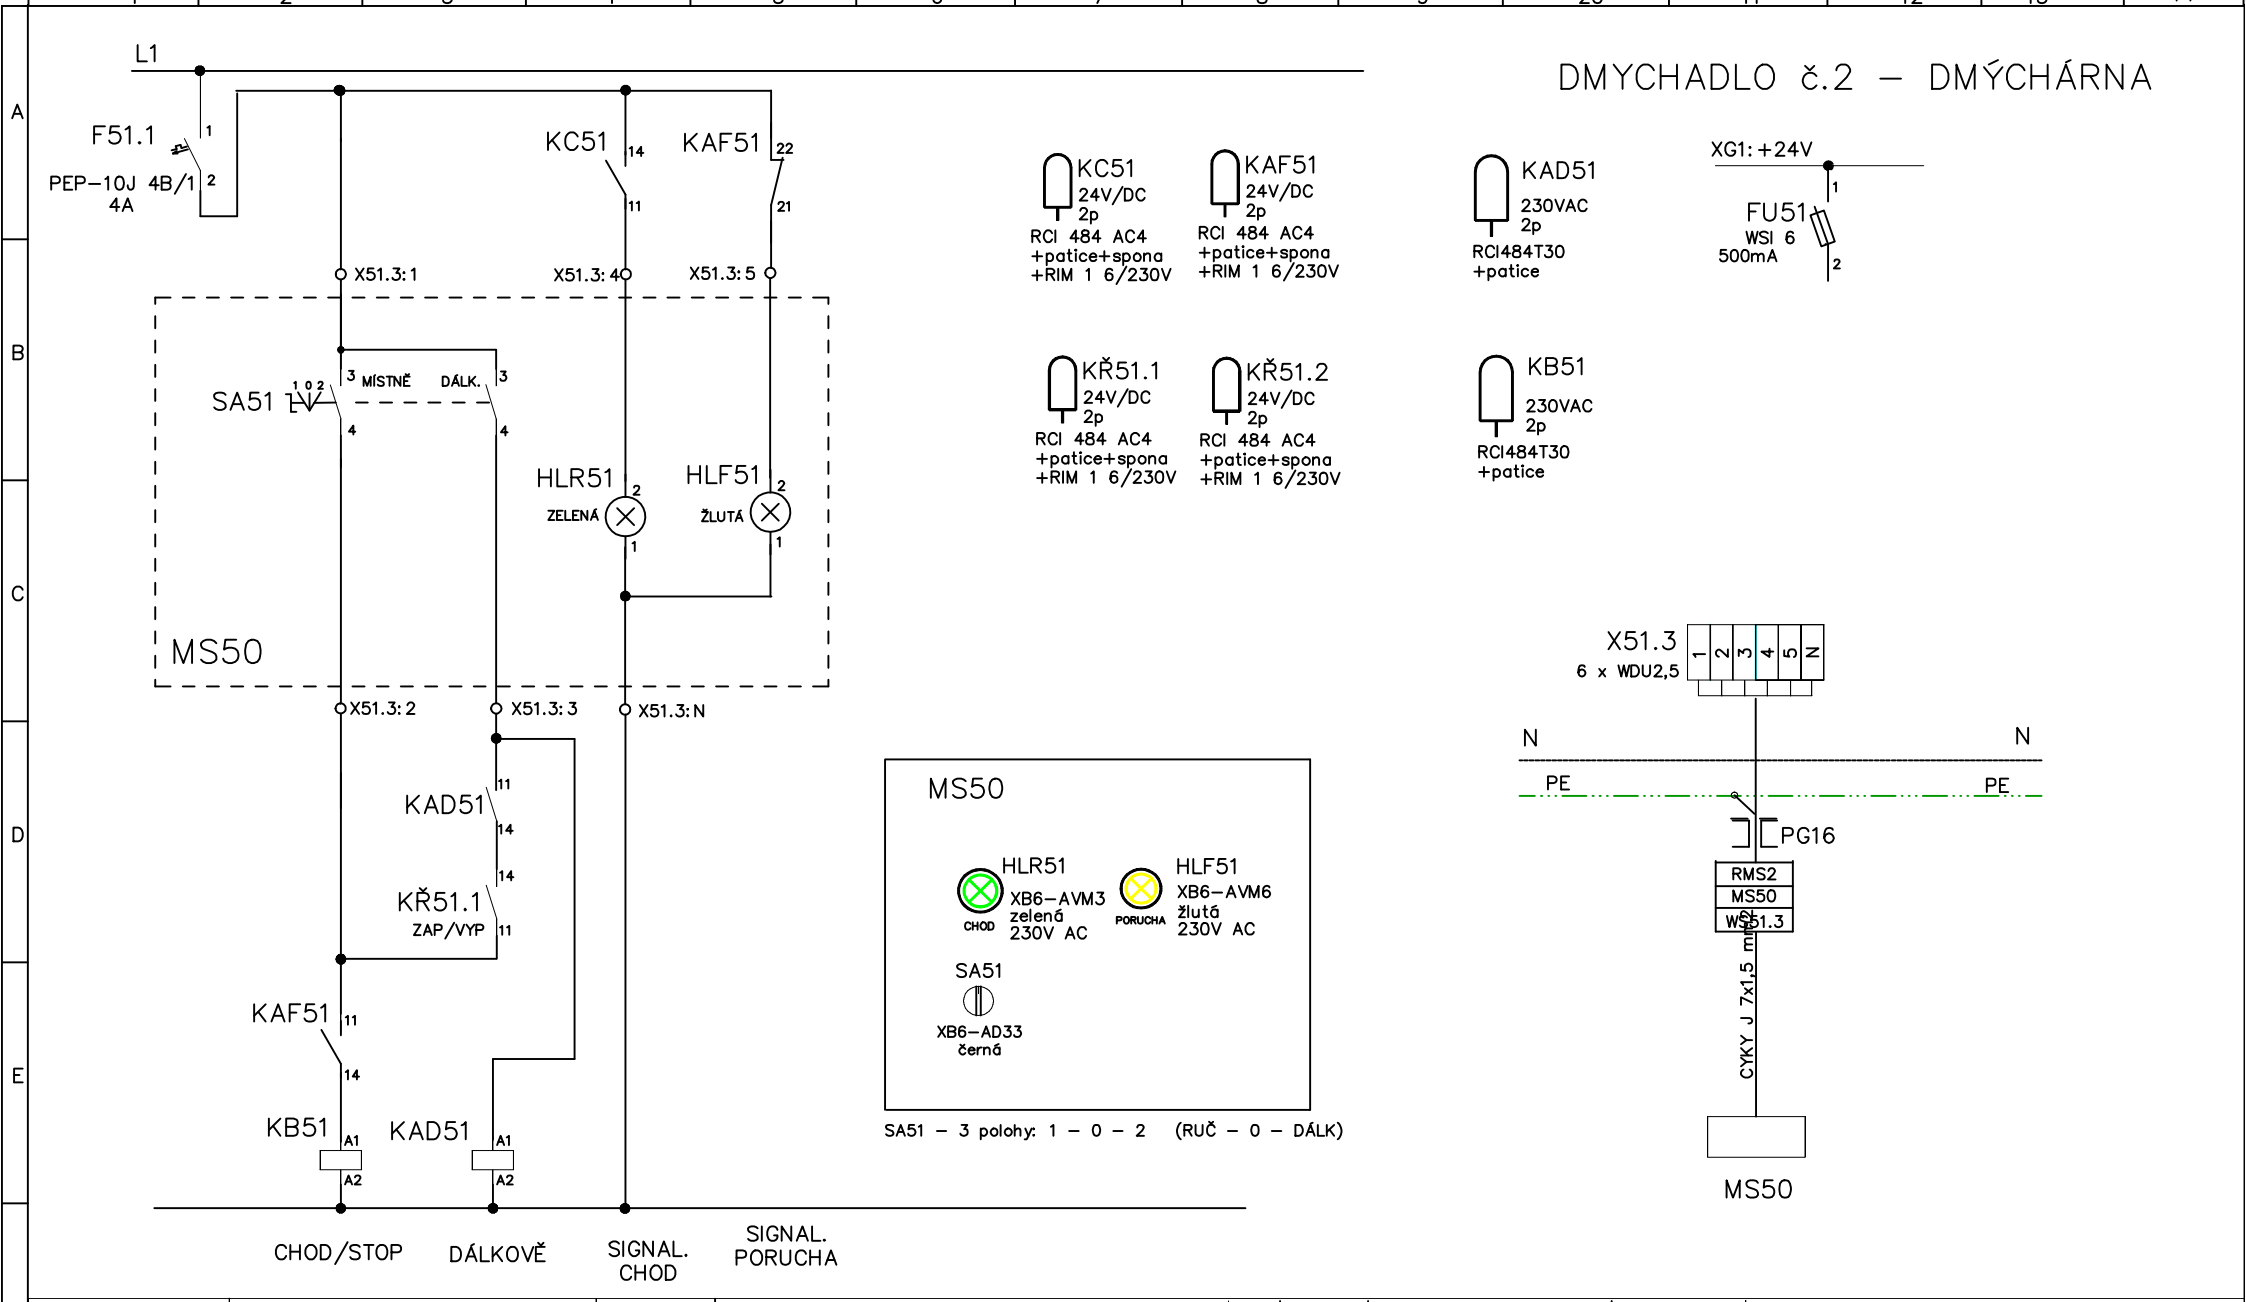 L1
DMYCHADLO č.2 – DMÝCHÁRNA
A
F51.1
1
2
PEP–10J 4B/1
4A
KC51
14
11
KAF51
22
21
KC51
24V/DC
2p
RCI 484 AC4
+patice+spona
+RIM 1 6/230V
KAF51
24V/DC
2p
RCI 484 AC4
+patice+spona
+RIM 1 6/230V
KAD51
230VAC
2p
RCI484T30
+patice
XG1:+24V
1
FU51
WSI 6
500mA
2
X51.3:1
X51.3:4
X51.3:5
B
SA51
1 0 2
3
MÍSTNĚ
4
DÁLK.
3
4
KŘ51.1
24V/DC
2p
RCI 484 AC4
+patice+spona
+RIM 1 6/230V
KŘ51.2
24V/DC
2p
RCI 484 AC4
+patice+spona
+RIM 1 6/230V
KB51
230VAC
2p
RCI484T30
+patice
HLR51
2
ZELENÁ
1
HLF51
2
ŽLUTÁ
1
C
MS50
X51.3
6 x WDU2,5
1 2 3 4 5 N
X51.3:2
X51.3:3
X51.3:N
N
N
PE
PE
D
KAD51
11
14
KŘ51.1
ZAP/VYP
14
11
MS50
HLR51
XB6–AVM3
zelená
230V AC
CHOD
HLF51
XB6–AVM6
žlutá
230V AC
PORUCHA
SA51
XB6–AD33
černá
SA51 – 3 polohy: 1 – 0 – 2 (RUČ – 0 – DÁLK)
PG16
RMS2
MS50
WS51.3
CYKY J 7x1,5 mm2
MS50
E
KAF51
11
14
KB51
A1
A2
KAD51
A1
A2
CHOD/STOP
DÁLKOVĚ
SIGNAL.
CHOD
SIGNAL.
PORUCHA